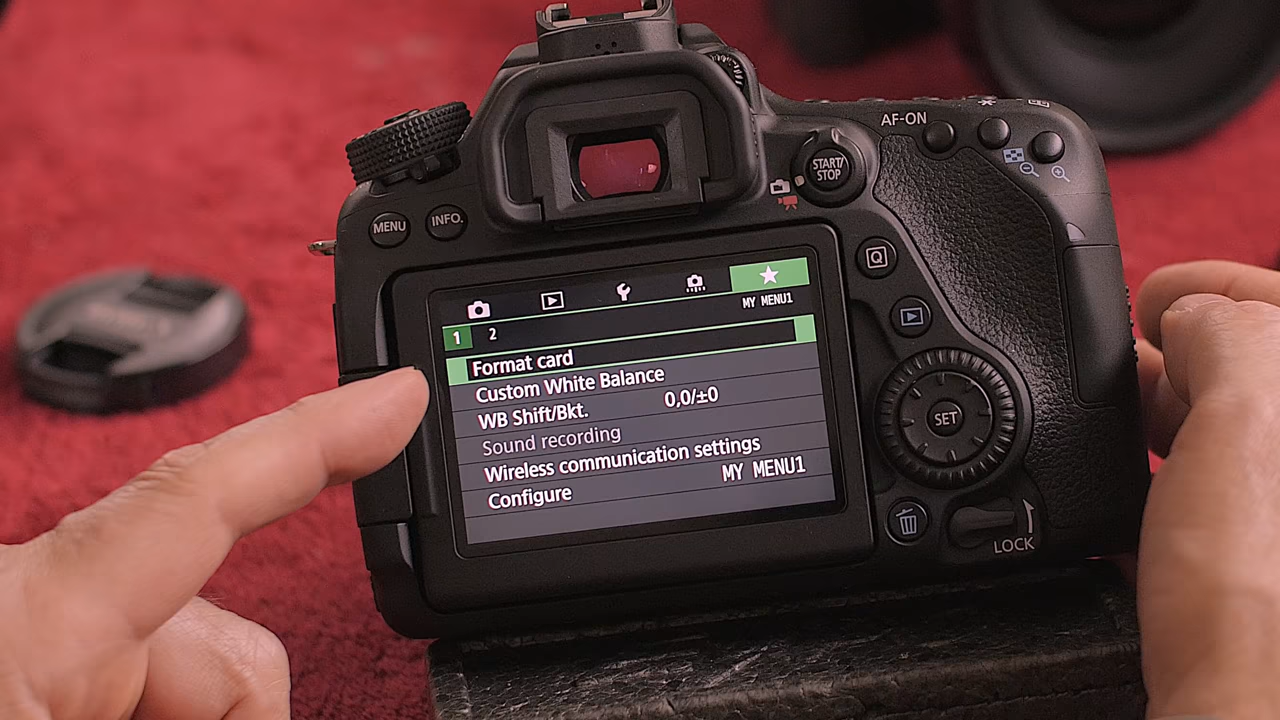 AF-ON
START/
STOP
MENU
INFO.
Q
MY MENU1
1 2
Format card
Custom White Balance
WB Shift/Bkt. 0,0/±0
Sound recording
Wireless communication settings
Configure MY MENU1
SET
LOCK